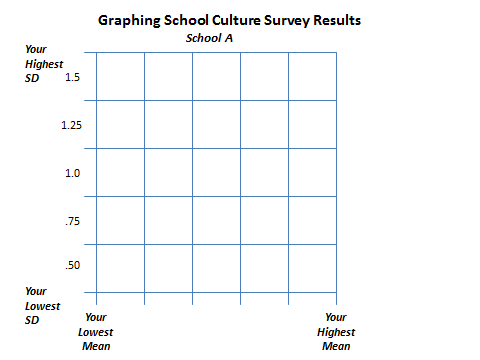 Graphing School Culture Survey Results
School A
Your
Highest
SD
1.5
1.25
1.0
.75
.50
Your
Lowest
SD
Your
Lowest
Mean
Your
Highest
Mean